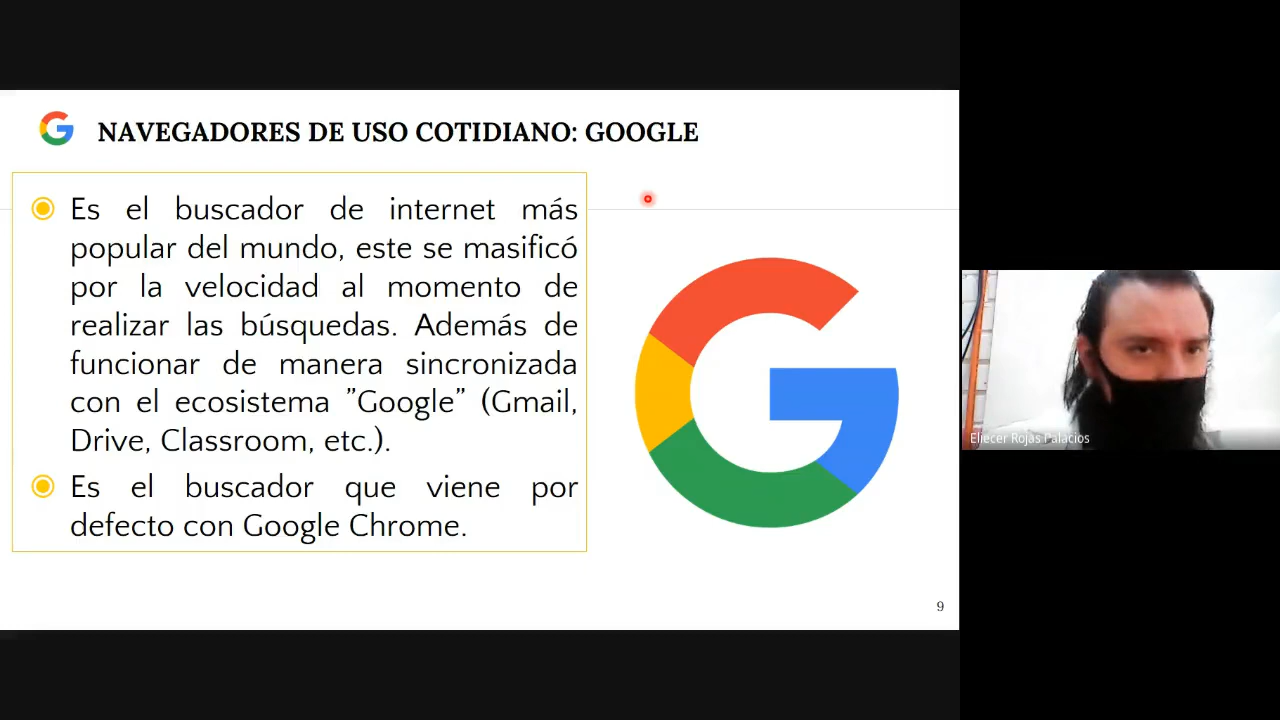 NAVEGADORES DE USO COTIDIANO: GOOGLE
Es el buscador de internet más
popular del mundo, este se masificó
por la velocidad al momento de
realizar las búsquedas. Además de
funcionar de manera sincronizada
con el ecosistema ”Google” (Gmail,
Drive, Classroom, etc.).
Es el buscador que viene por
defecto con Google Chrome.
9
Eliecer Rojas Palacios